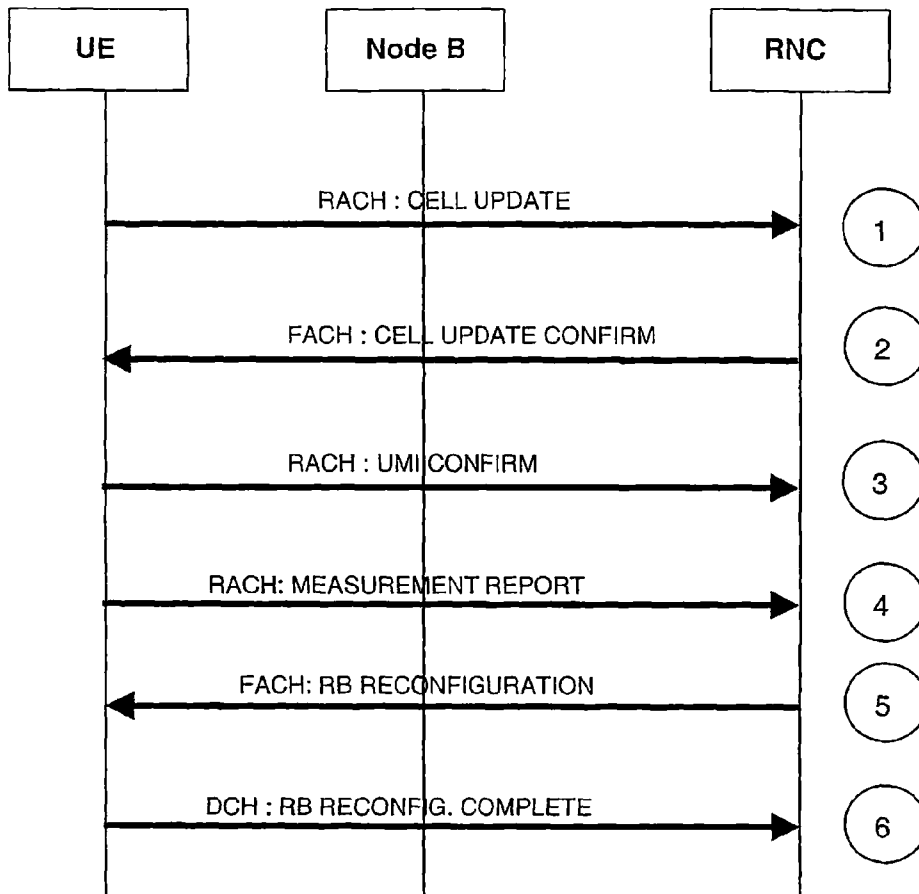 UE
Node B
RNC
RACH : CELL UPDATE
1
FACH : CELL UPDATE CONFIRM
2
RACH : UMI CONFIRM
3
RACH: MEASUREMENT REPORT
4
FACH: RB RECONFIGURATION
5
DCH : RB RECONFIG. COMPLETE
6